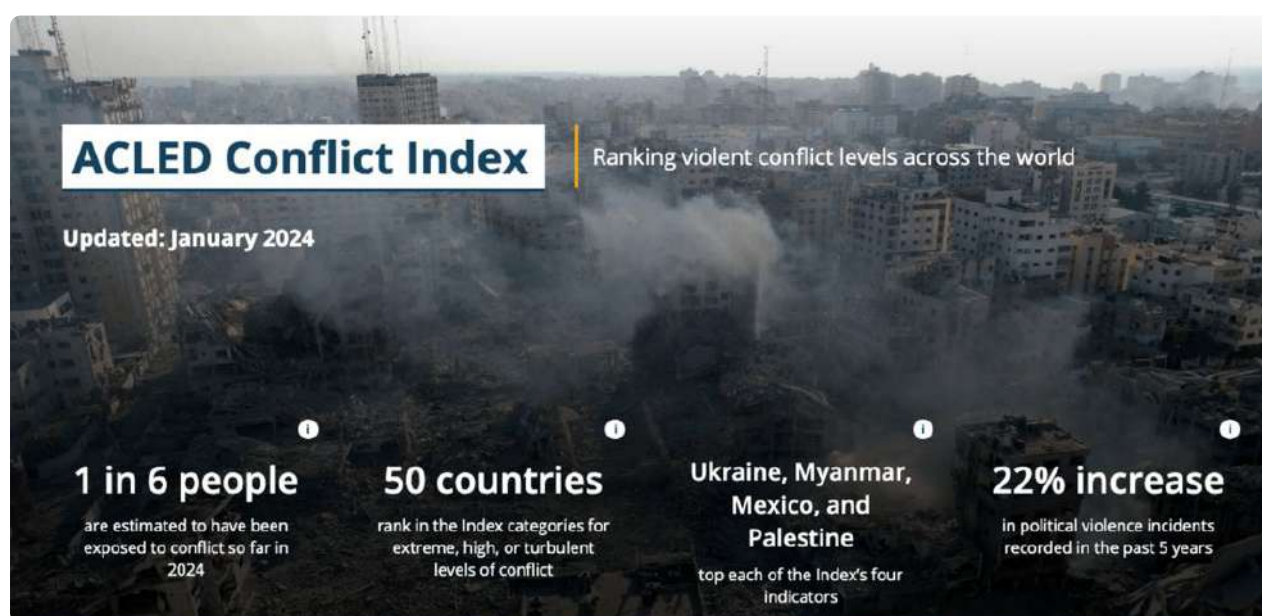 ACLED Conflict Index
Ranking violent conflict levels across the world
Updated: January 2024
1 in 6 people
are estimated to have been
exposed to conflict so far in
2024
50 countries
rank in the Index categories for
extreme, high, or turbulent
levels of conflict
Ukraine, Myanmar,
Mexico, and
Palestine
top each of the Index's four
indicators
22% increase
in political violence incidents
recorded in the past 5 years